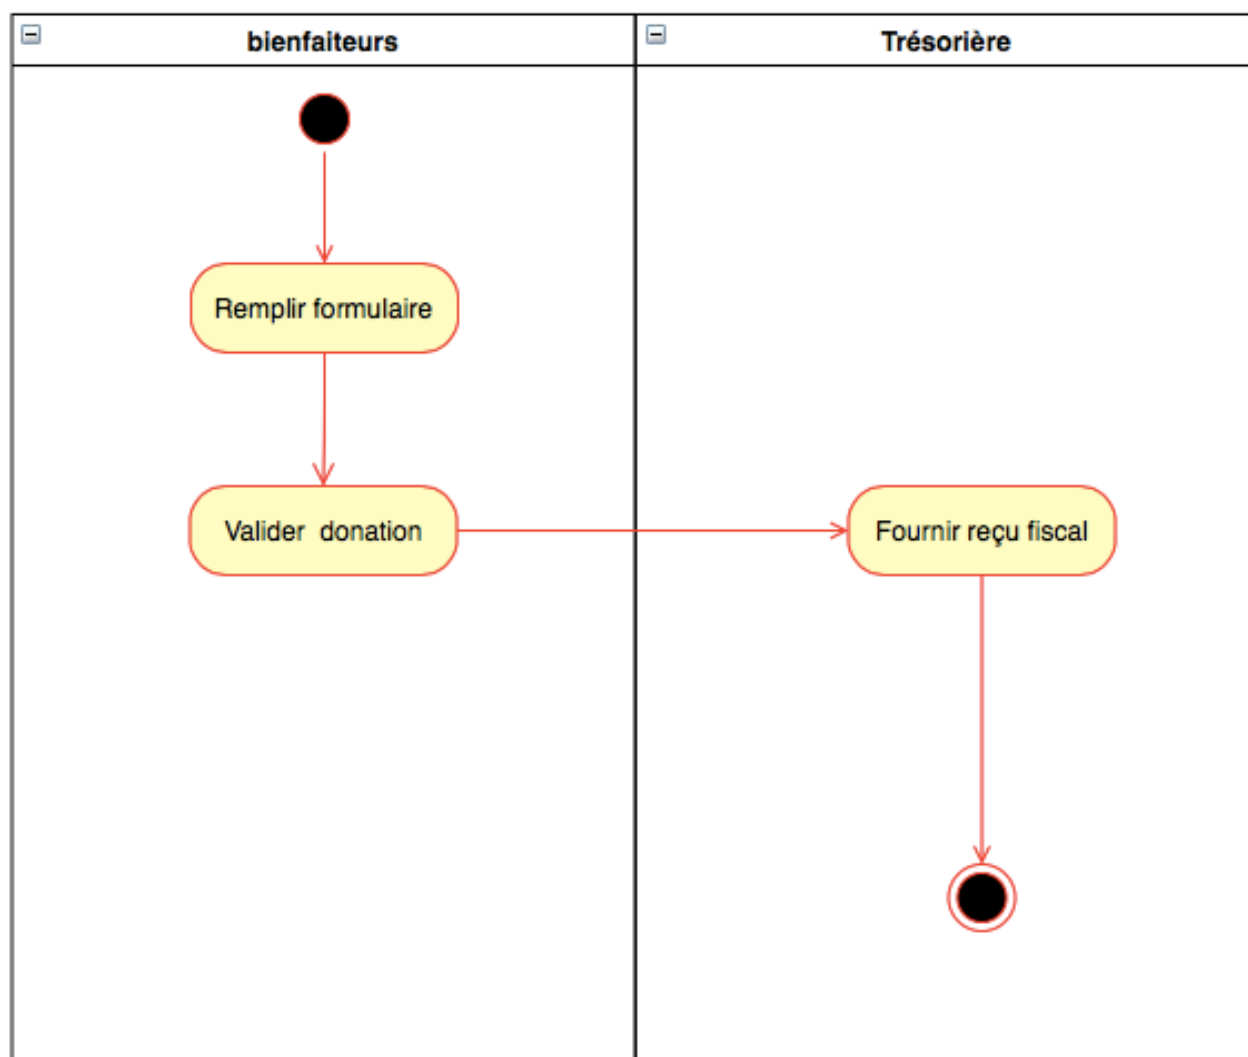 bienfaiteurs
Trésorière
Remplir formulaire
Valider  donation
Fournir reçu fiscal